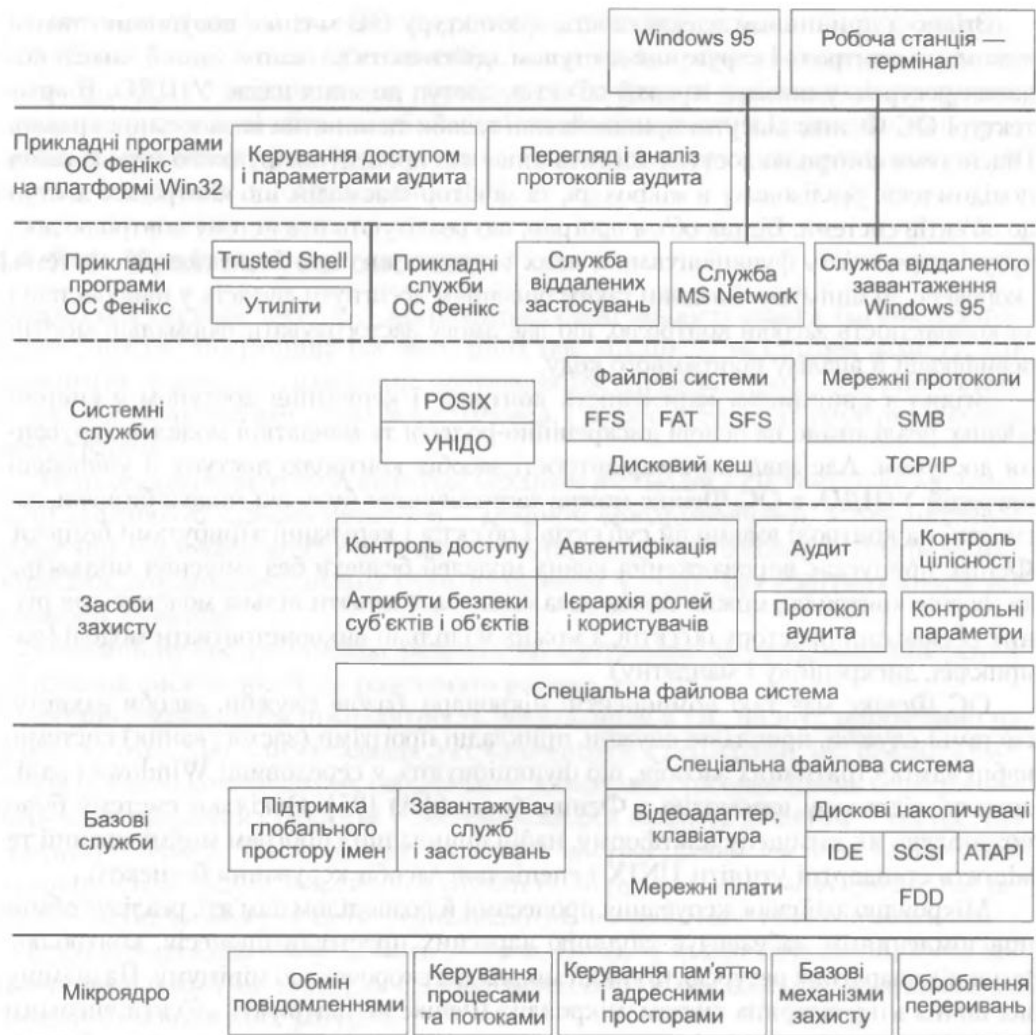 Windows 95
Робоча станція —
термінал
Прикладні програми
ОС Фенікс
на платформі Win32
Керування доступом
і параметрами аудита
Перегляд і аналіз
протоколів аудита
Прикладні
програми
ОС Фенікс
Trusted Shell
Утиліти
Прикладні
служби
ОС Фенікс
Служба
віддалених
застосувань
Служба
MS Network
Служба віддаленого
завантаження
Windows 95
Системні
служби
POSIX
УНІДО
Файлові системи
EFS FAT SFS
Дисковий кеш
Мережні протоколи
SMB
TCP/IP
Засоби
захисту
Контроль доступу
Атрибути безпеки
суб'єктів і об'єктів
Автентифікація
Ієрархія ролей
і користувачів
Аудит
Протокол
аудита
Контроль
цілісності
Контрольні
параметри
Спеціальна файлова система
Базові
служби
Підтримка
глобального
простору імен
Завантажувач
служб
і застосувань
Спеціальна файлова система
Відеоадаптер,
клавіатура
Дискові накопичувачі
IDE SCSI ATAPI
Мережні плати
FDD
Мікроядро
Обмін
повідомленнями
Керування
процесами
та потоками
Керування пам'яттю
і адресними
просторами
Базові
механізми
захисту
Оброблення
переривань